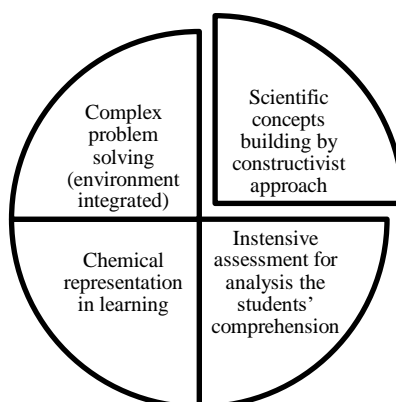 Complex
problem
solving
(environment
integrated)
Scientific
concepts
building by
constructivist
approach
Chemical
representation
in learning
Instensive
assessment for
analysis the
students’
comprehension